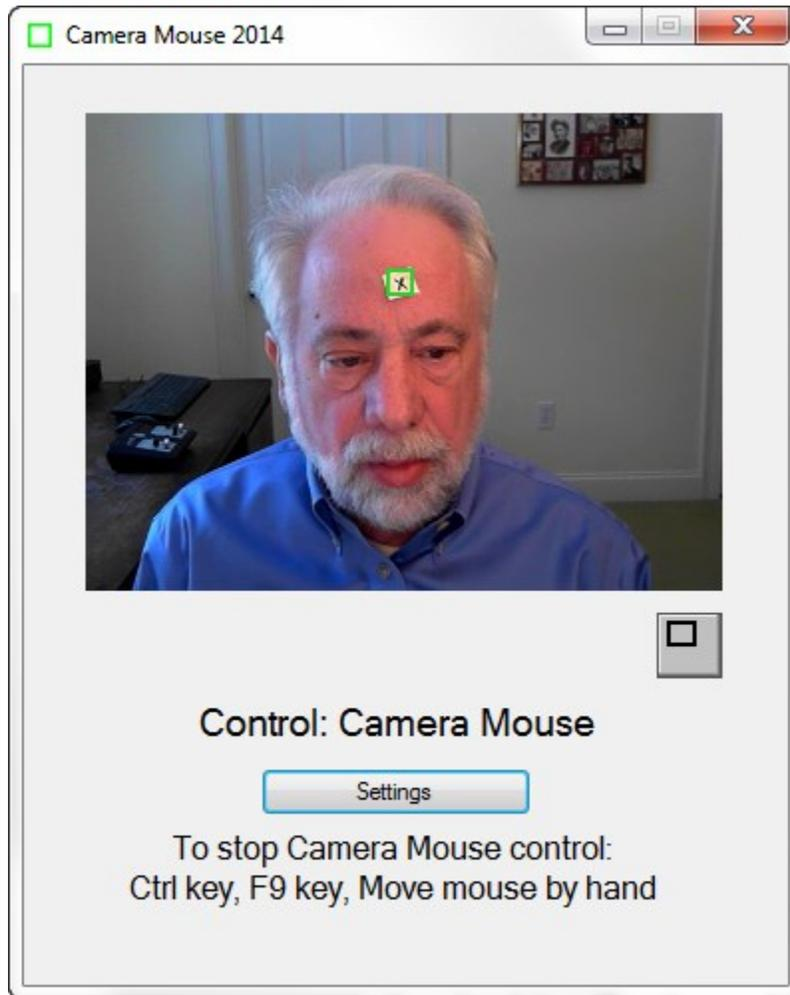 Camera Mouse 2014
Control: Camera Mouse
Settings
To stop Camera Mouse control:
Ctrl key, F9 key, Move mouse by hand